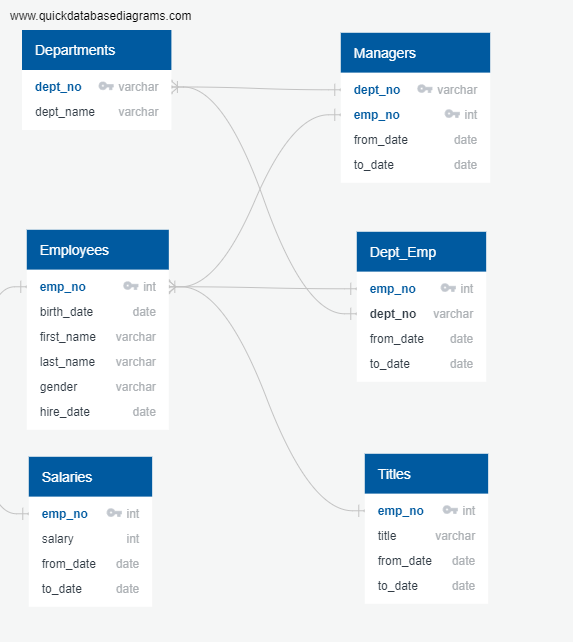 www.quickdatabasediagrams.com
Departments
dept_no varchar
dept_name varchar
Managers
dept_no varchar
emp_no int
from_date date
to_date date
Employees
emp_no int
birth_date date
first_name varchar
last_name varchar
gender varchar
hire_date date
Dept_Emp
emp_no int
dept_no varchar
from_date date
to_date date
Salaries
emp_no int
salary int
from_date date
to_date date
Titles
emp_no int
title varchar
from_date date
to_date date